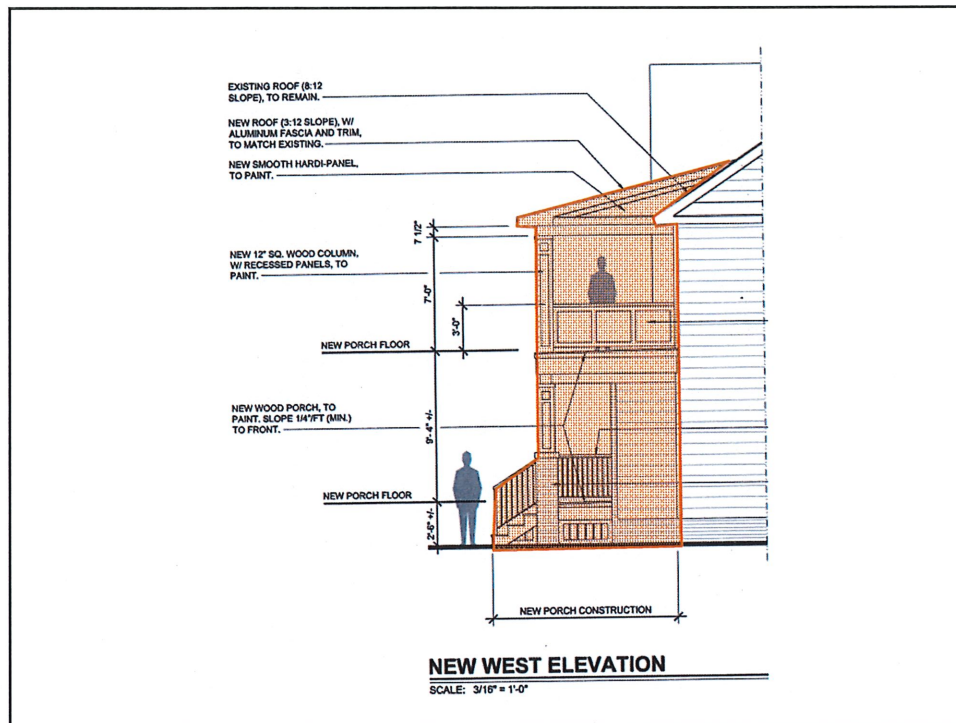 EXISTING ROOF (8:12
SLOPE), TO REMAIN.
NEW ROOF (3:12 SLOPE), W/
ALUMINUM FASCIA AND TRIM,
TO MATCH EXISTING.
NEW SMOOTH HARDI-PANEL,
TO PAINT.
7 1/2"
NEW 12" SQ. WOOD COLUMN,
W/ RECESSED PANELS, TO
PAINT.
7'-0"
3'-0"
NEW PORCH FLOOR
NEW WOOD PORCH, TO
PAINT. SLOPE 1/4"/FT (MIN.)
TO FRONT.
9'- 4" +/-
NEW PORCH FLOOR
2'-6" +/-
NEW PORCH CONSTRUCTION
NEW WEST ELEVATION
SCALE: 3/16" = 1'-0"